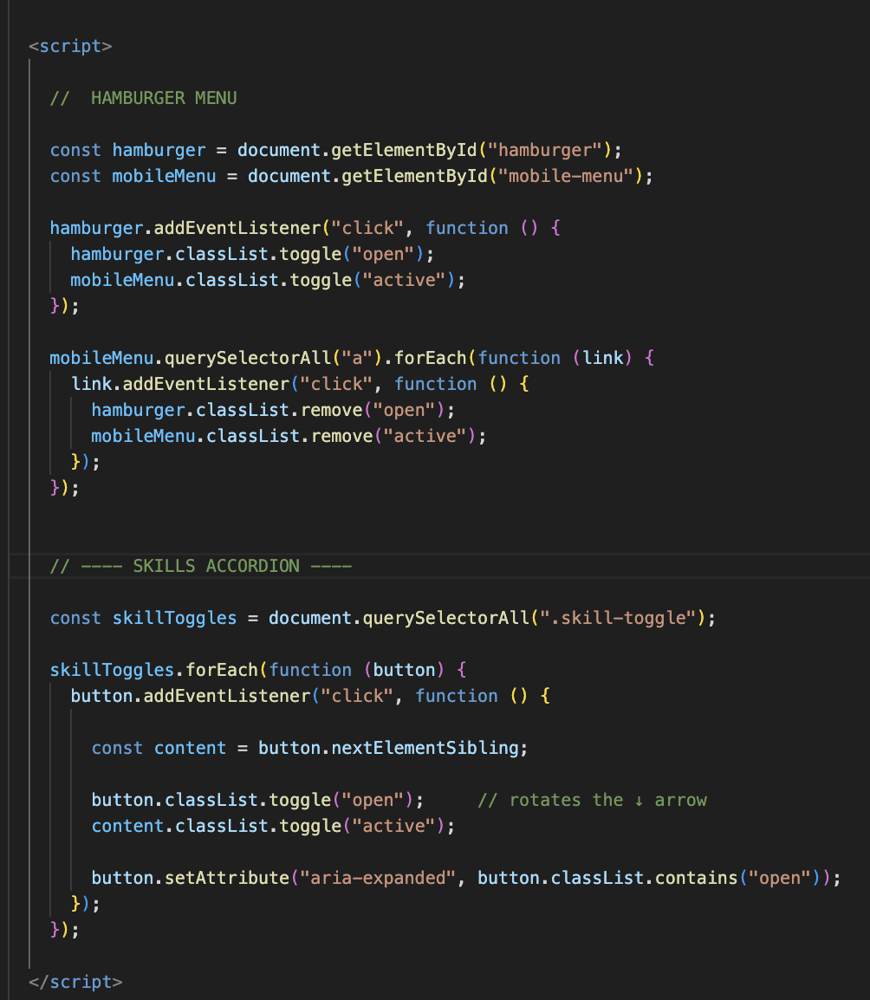 <script>
//  HAMBURGER MENU
const hamburger = document.getElementById("hamburger");
const mobileMenu = document.getElementById("mobile-menu");
hamburger.addEventListener("click", function () {
  hamburger.classList.toggle("open");
  mobileMenu.classList.toggle("active");
});
mobileMenu.querySelectorAll("a").forEach(function (link) {
  link.addEventListener("click", function () {
    hamburger.classList.remove("open");
    mobileMenu.classList.remove("active");
  });
});
// ---- SKILLS ACCORDION ----
const skillToggles = document.querySelectorAll(".skill-toggle");
skillToggles.forEach(function (button) {
  button.addEventListener("click", function () {
    const content = button.nextElementSibling;
    button.classList.toggle("open");     // rotates the ↓ arrow
    content.classList.toggle("active");
    button.setAttribute("aria-expanded", button.classList.contains("open"));
  });
});
</script>